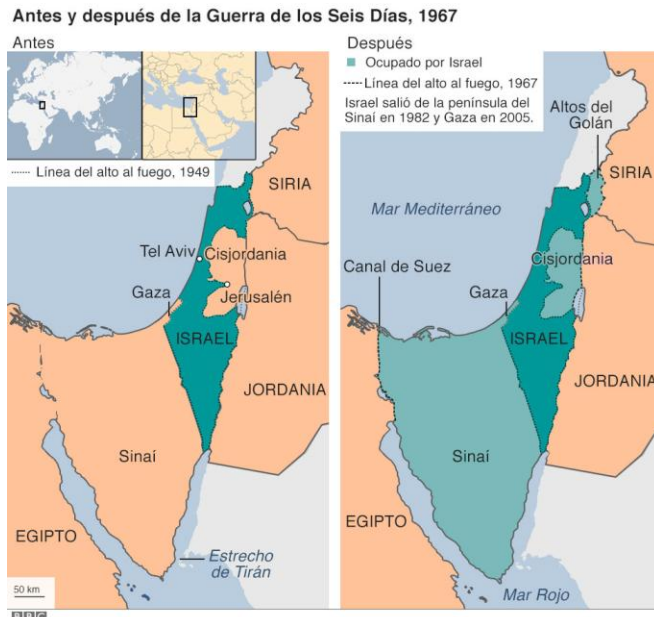 Antes y después de la Guerra de los Seis Días, 1967
Antes
Línea del alto al fuego, 1949
SIRIA
Tel Aviv
Cisjordania
Gaza
Jerusalén
ISRAEL
JORDANIA
Sinaí
EGIPTO
Estrecho
de Tirán
50 km
Después
Ocupado por Israel
Línea del alto al fuego, 1967
Israel salió de la península del
Sinaí en 1982 y Gaza en 2005.
Altos del
Golán
SIRIA
Mar Mediterráneo
Cisjordania
Canal de Suez
Gaza
ISRAEL
JORDANIA
Sinaí
EGIPTO
Mar Rojo
BBC